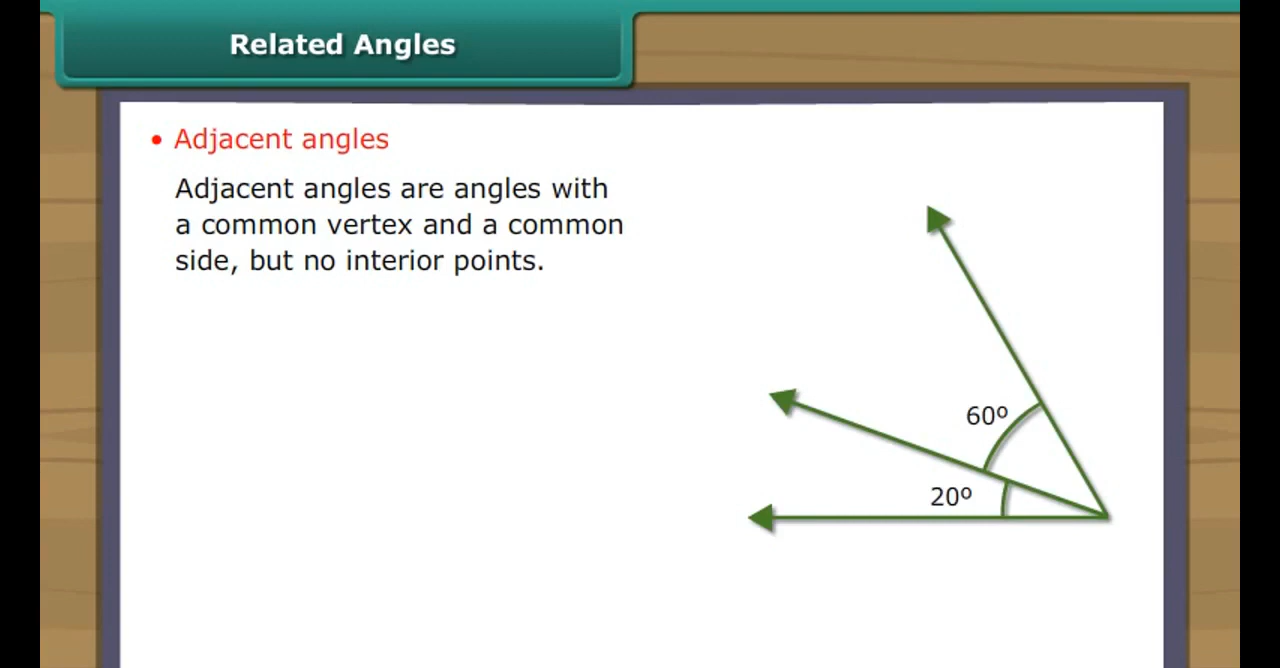 Related Angles
• Adjacent angles
Adjacent angles are angles with
a common vertex and a common
side, but no interior points.
60º
20º